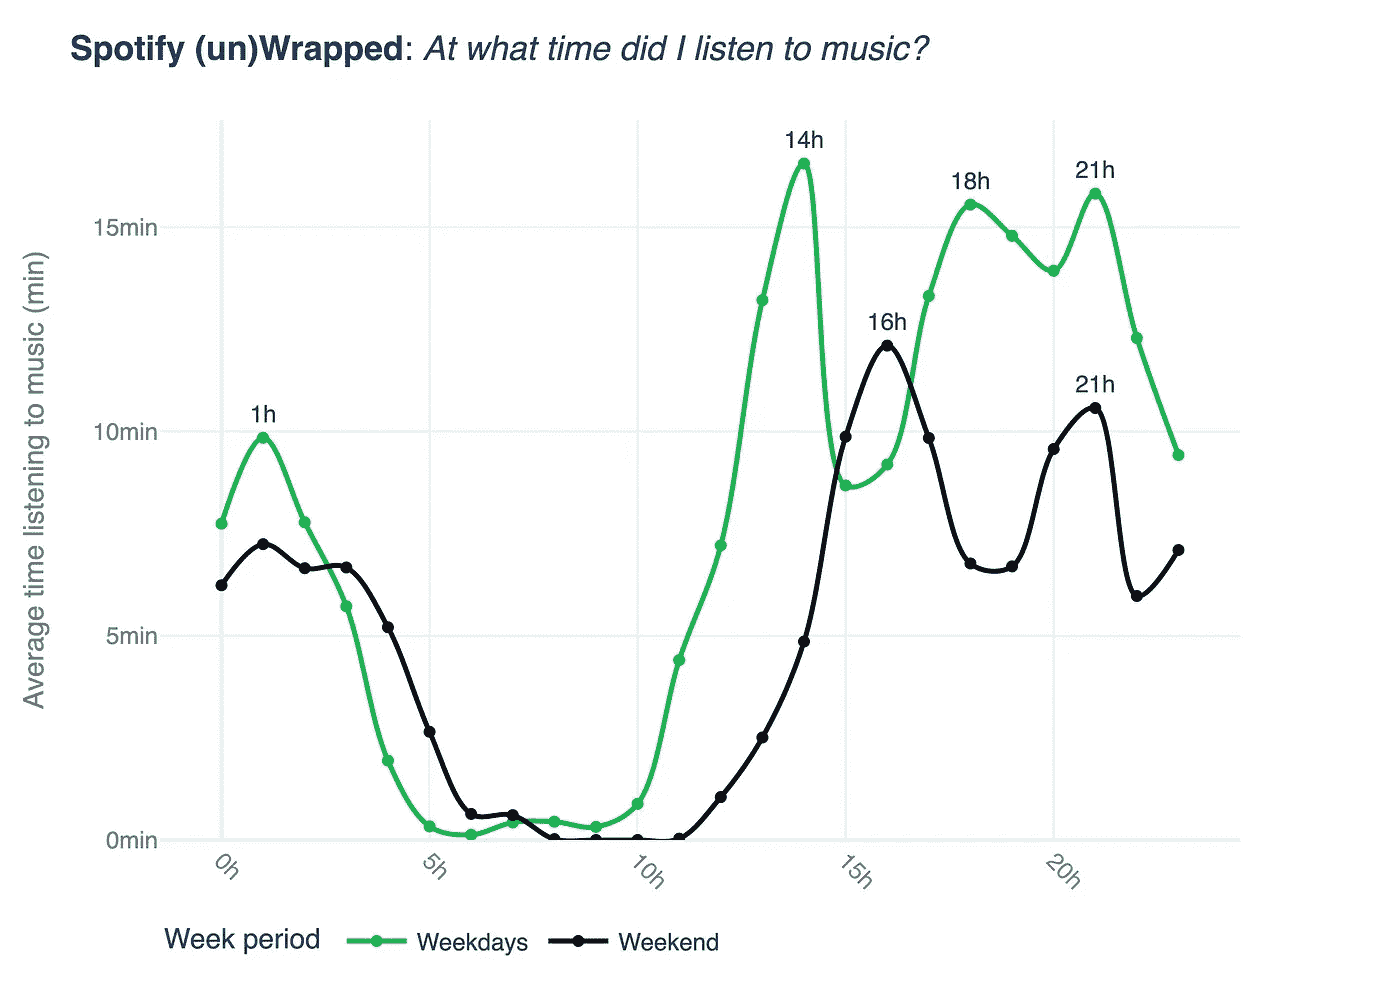 Spotify (un)Wrapped: At what time did I listen to music?
Average time listening to music (min)
15min
10min
5min
0min
1h
14h
16h
18h
21h
21h
0h
5h
10h
15h
20h
Week period
Weekdays
Weekend